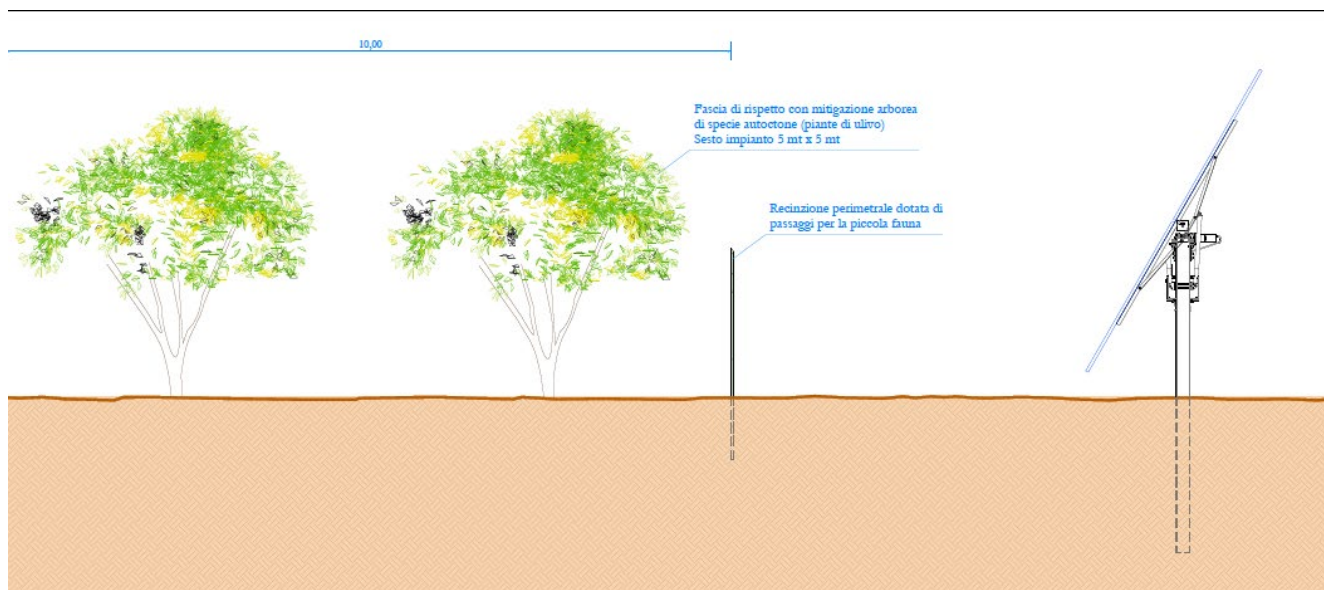 10,00
Fascia di rispetto con mitigazione arborea
di specie autoctone (piante di ulivo)
Sesto impianto 5 mt x 5 mt
Recinzione perimetrale dotata di
passaggi per la piccola fauna